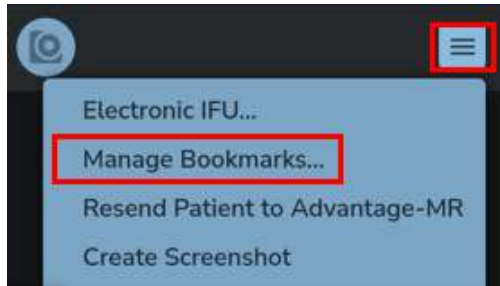 Electronic IFU...
Manage Bookmarks...
Resend Patient to Advantage-MR
Create Screenshot